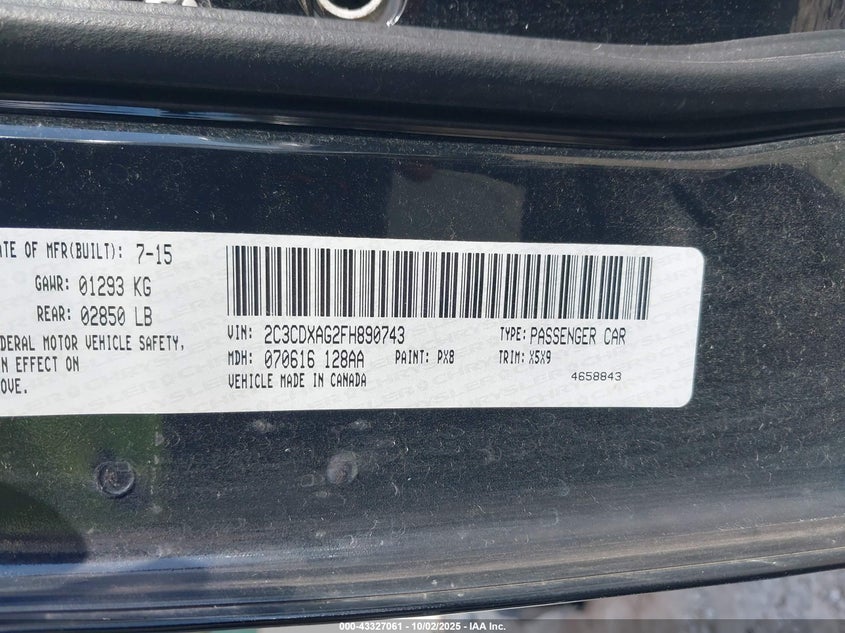 ATE OF MFR(BUILT): 7-15
GAWR: 01293 KG
REAR: 02850 LB
EDERAL MOTOR VEHICLE SAFETY,
N EFFECT ON
OVE.
VIN: 2C3CDXAG2FH890743 TYPE: PASSENGER CAR
MDH: 070616 128AA PAINT: PX8 TRIM: X5X9
VEHICLE MADE IN CANADA 4658843
000-43327061 - 10/02/2025 - IAA Inc.